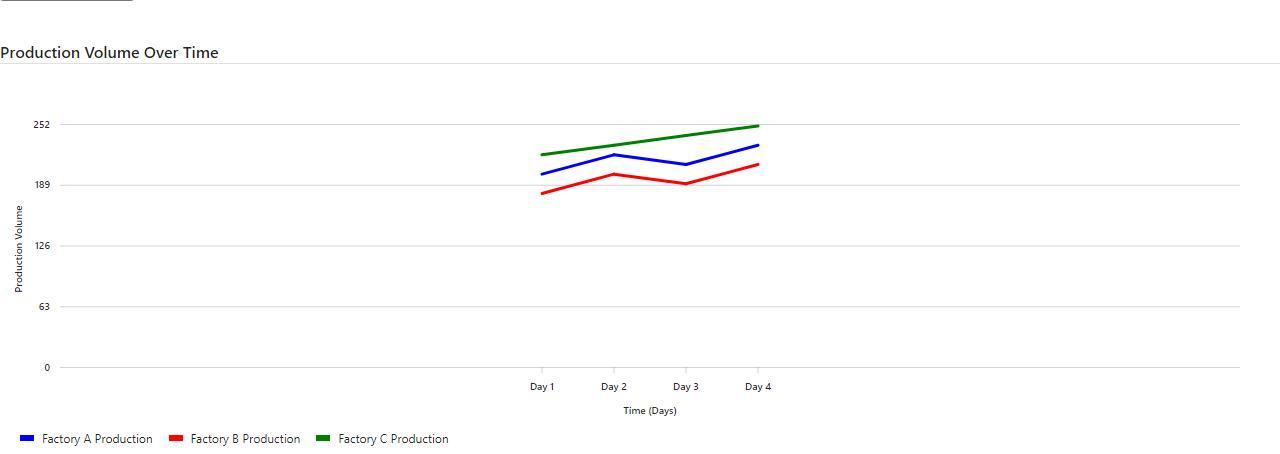 Production Volume Over Time
252
189
126
63
0
Production Volume
Day 1 Day 2 Day 3 Day 4
Time (Days)
Factory A Production Factory B Production Factory C Production